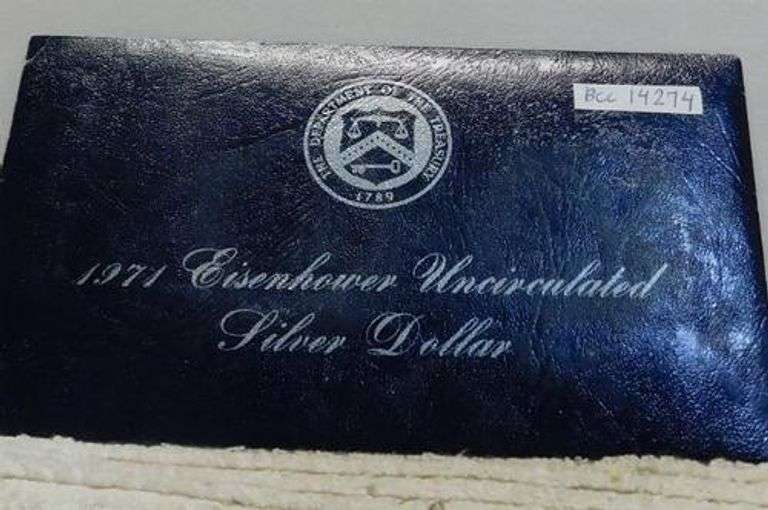 BCC 14274
THE DEPARTMENT OF THE TREASURY
1789
1971 Eisenhower Uncirculated
Silver Dollar